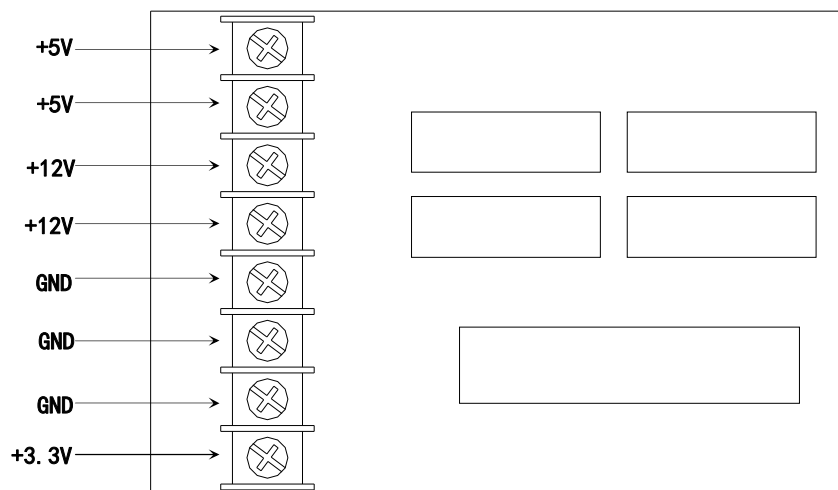 +5V
+5V
+12V
+12V
GND
GND
GND
+3.3V